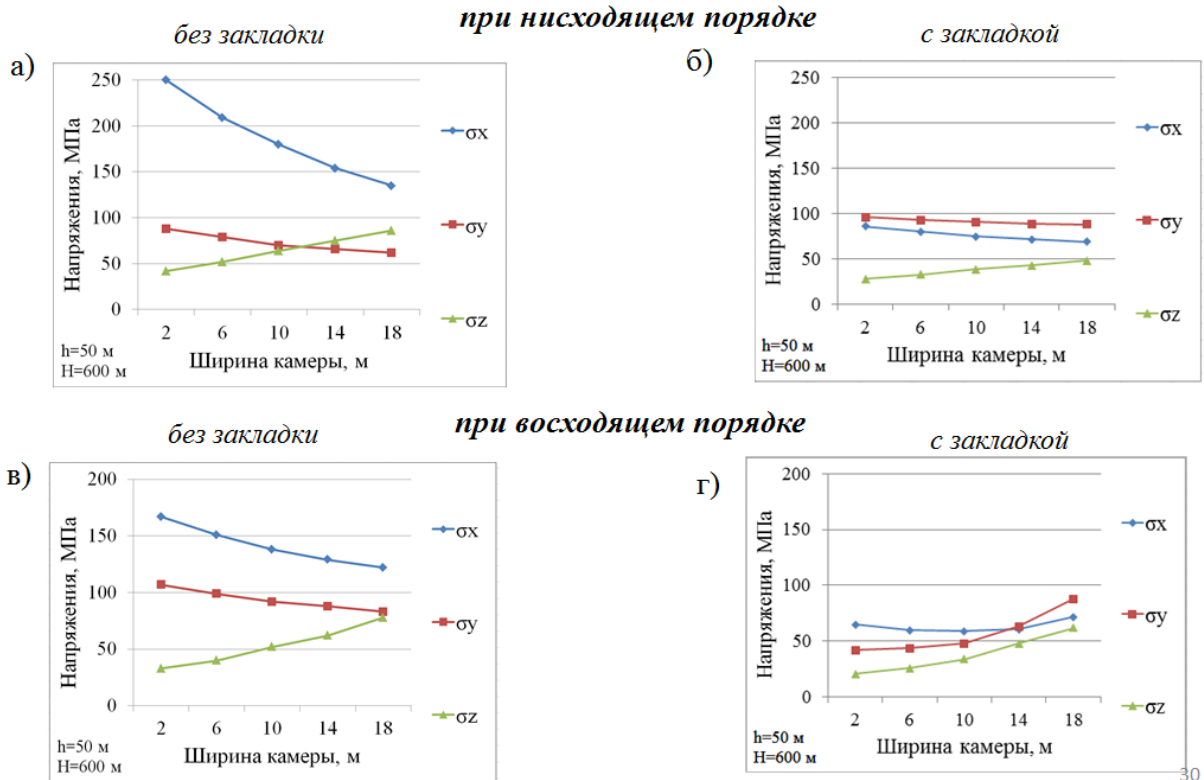 при нисходящем порядке
без закладки
с закладкой
а)
250
200
150
100
50
0
Напряжения, МПа
2 6 10 14 18
Ширина камеры, м
h=50 м
H=600 м
σx
σy
σz
б)
250
200
150
100
50
0
Напряжения, МПа
2 6 10 14 18
Ширина камеры, м
h=50 м
H=600 м
σx
σy
σz
при восходящем порядке
без закладки
с закладкой
в)
200
150
100
50
0
Напряжения, МПа
2 6 10 14 18
Ширина камеры, м
h=50 м
H=600 м
σx
σy
σz
г)
200
150
100
50
0
Напряжения, МПа
2 6 10 14 18
Ширина камеры, м
h=50 м
H=600 м
σx
σy
σz
30